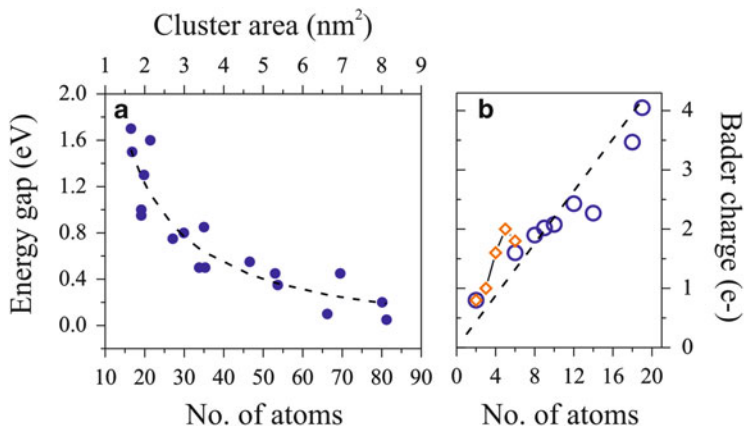 Cluster area (nm²)
1 2 3 4 5 6 7 8 9
Energy gap (eV)
2.0
1.6
1.2
0.8
0.4
0.0
a
10 20 30 40 50 60 70 80 90
No. of atoms
b
4
3
2
1
0
Bader charge (e-)
0 4 8 12 16 20
No. of atoms